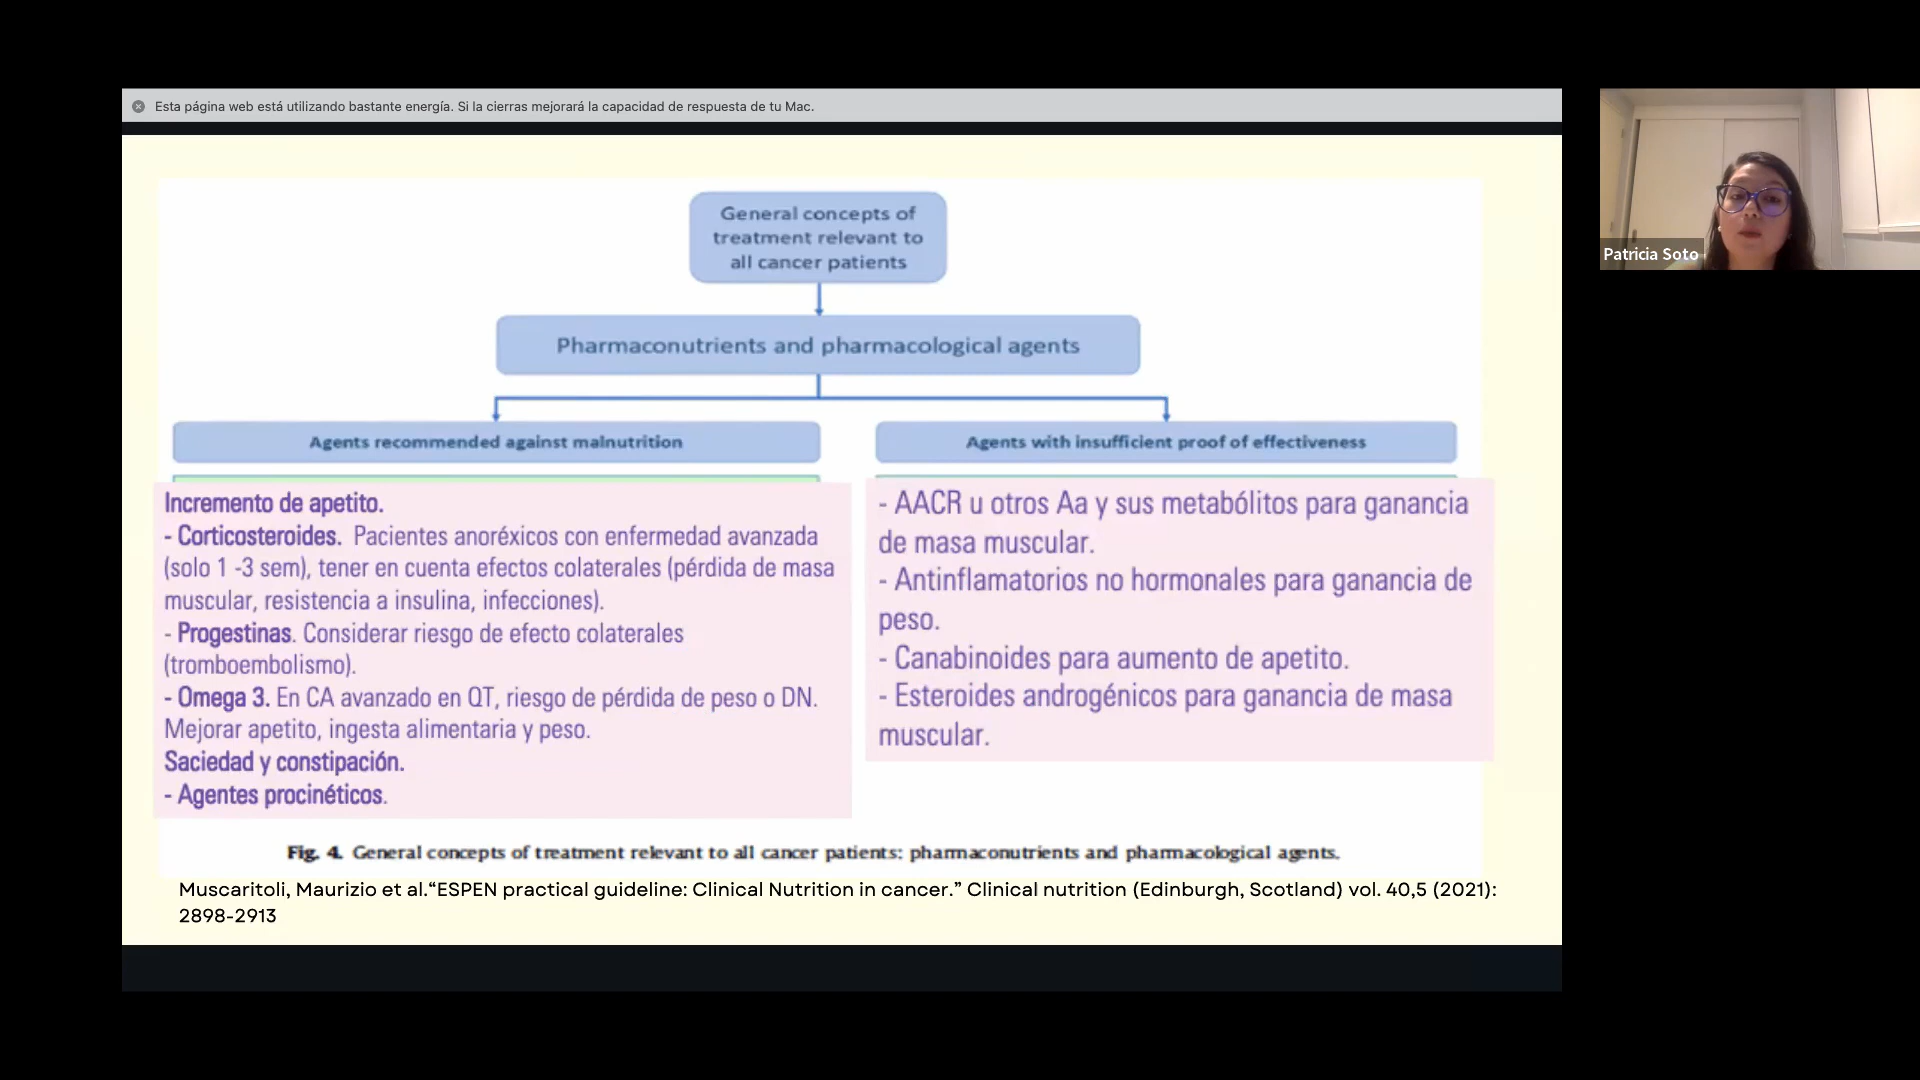 Esta página web está utilizando bastante energía. Si la cierras mejorará la capacidad de respuesta de tu Mac.
General concepts of
treatment relevant to
all cancer patients
Pharmaconutrients and pharmacological agents
Agents recommended against malnutrition
Incremento de apetito.
- Corticosteroides. Pacientes anoréxicos con enfermedad avanzada
(solo 1 -3 sem), tener en cuenta efectos colaterales (pérdida de masa
muscular, resistencia a insulina, infecciones).
- Progestinas. Considerar riesgo de efecto colaterales
(tromboembolismo).
- Omega 3. En CA avanzado en QT, riesgo de pérdida de peso o DN.
Mejorar apetito, ingesta alimentaria y peso.
Saciedad y constipación.
- Agentes procinéticos.
Agents with insufficient proof of effectiveness
- AACR u otros Aa y sus metabólitos para ganancia
de masa muscular.
- Antinflamatorios no hormonales para ganancia de
peso.
- Canabinoides para aumento de apetito.
- Esteroides androgénicos para ganancia de masa
muscular.
Fig. 4. General concepts of treatment relevant to all cancer patients: pharmaconutrients and pharmacological agents.
Muscaritoli, Maurizio et al.“ESPEN practical guideline: Clinical Nutrition in cancer.” Clinical nutrition (Edinburgh, Scotland) vol. 40,5 (2021):
2898-2913
Patricia Soto